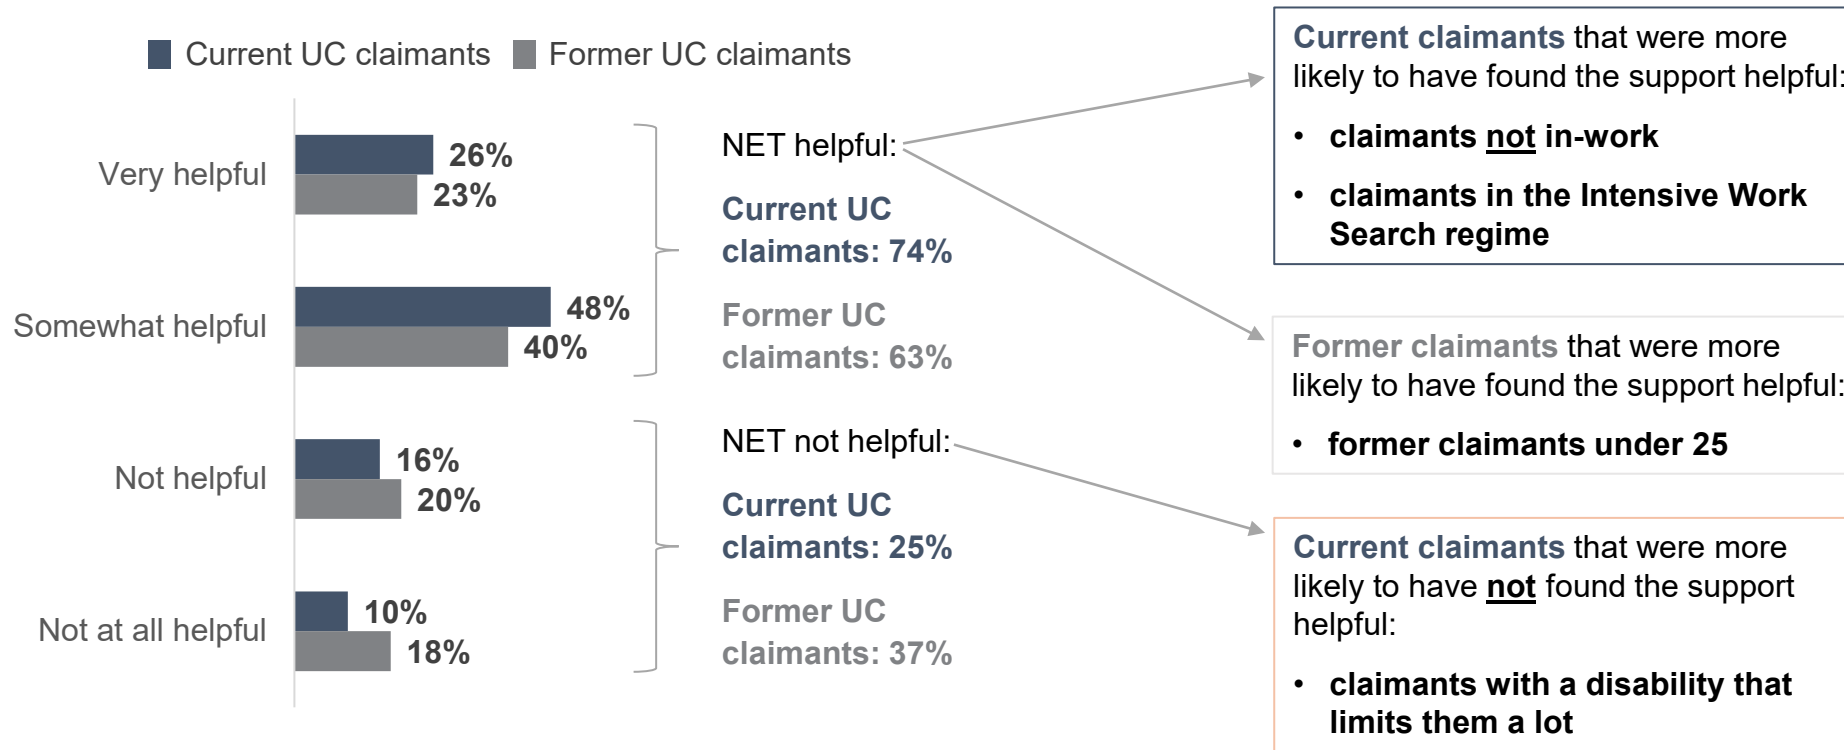 Current UC claimants
Former UC claimants
Very helpful
26%
23%
Somewhat helpful
48%
40%
Not helpful
16%
20%
Not at all helpful
10%
18%
NET helpful:
Current UC
claimants: 74%
Former UC
claimants: 63%
NET not helpful:
Current UC
claimants: 25%
Former UC
claimants: 37%
Current claimants that were more
likely to have found the support helpful:
• claimants not in-work
• claimants in the Intensive Work
Search regime
Former claimants that were more
likely to have found the support helpful:
• former claimants under 25
Current claimants that were more
likely to have not found the support
helpful:
• claimants with a disability that
limits them a lot